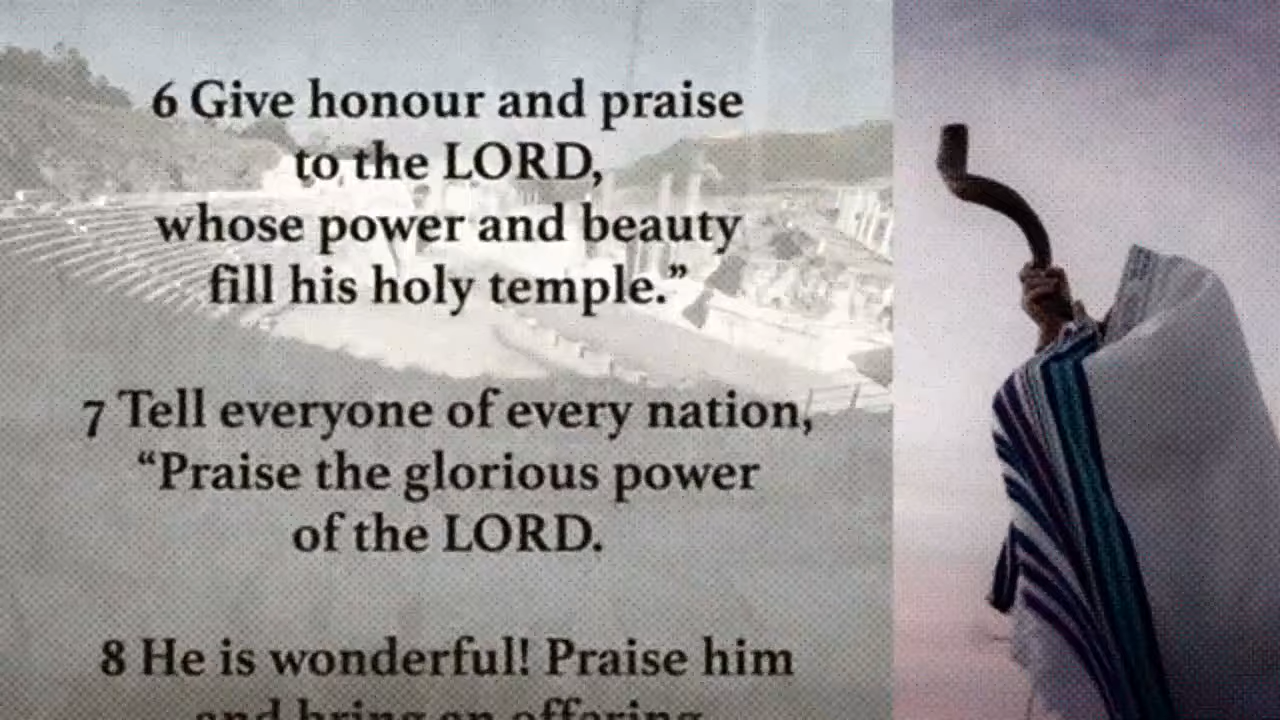 6 Give honour and praise
to the LORD,
whose power and beauty
fill his holy temple.”
7 Tell everyone of every nation,
“Praise the glorious power
of the LORD.
8 He is wonderful! Praise him
and bring an offering